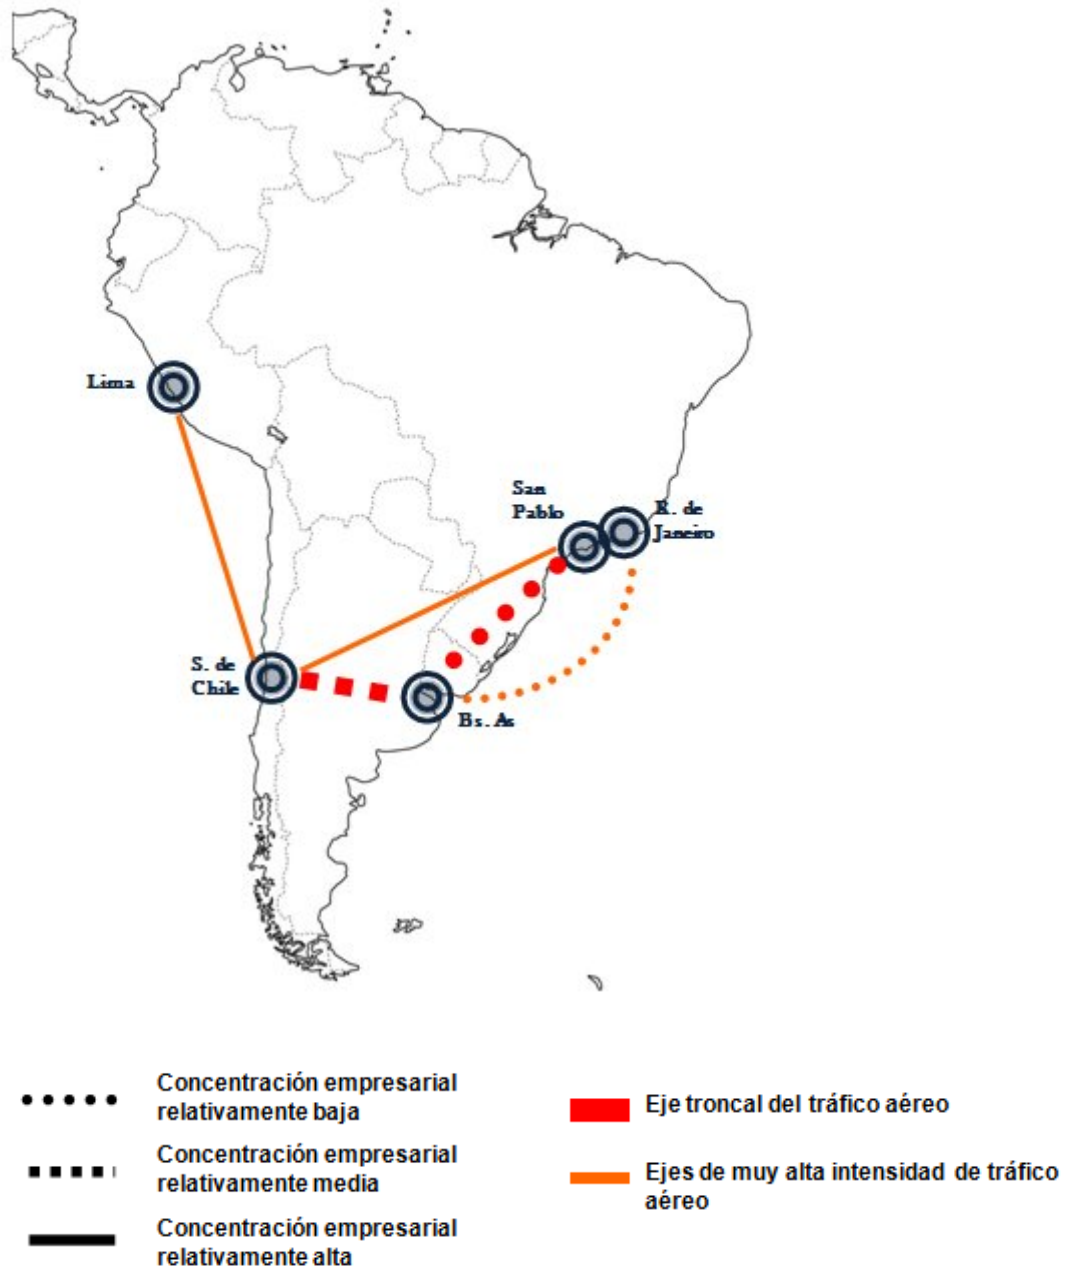 Lima
San
Pablo
R. de
Janeiro
S. de
Chile
Bs. As
Concentración empresarial
relativamente baja
Concentración empresarial
relativamente media
Concentración empresarial
relativamente alta
Eje troncal del tráfico aéreo
Ejes de muy alta intensidad de tráfico
aéreo